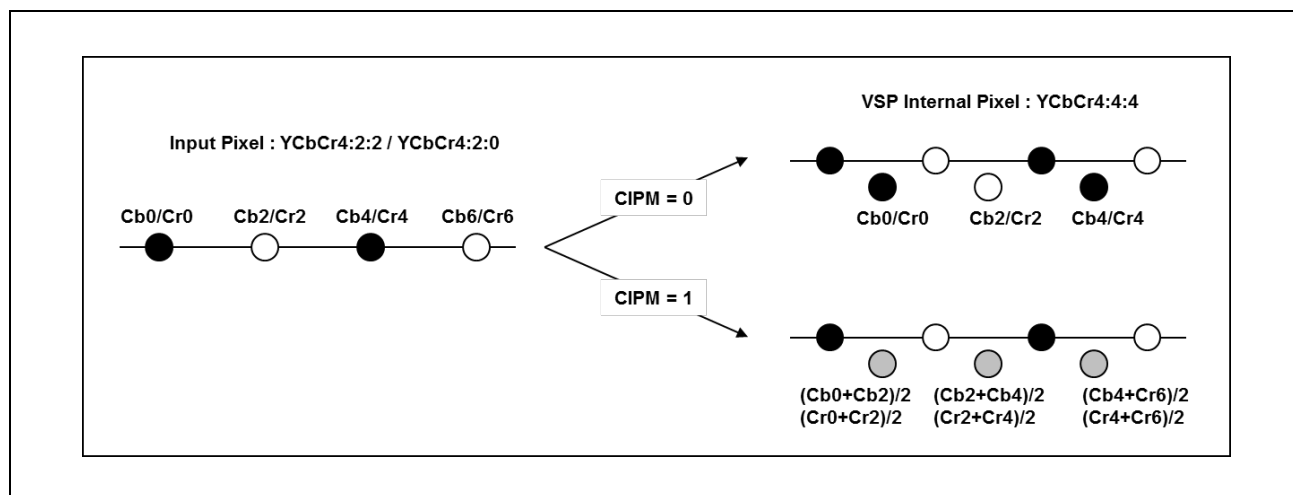 Input Pixel : YCbCr4:2:2 / YCbCr4:2:0
Cb0/Cr0 Cb2/Cr2 Cb4/Cr4 Cb6/Cr6
CIPM = 0
CIPM = 1
VSP Internal Pixel : YCbCr4:4:4
Cb0/Cr0 Cb2/Cr2 Cb4/Cr4
(Cb0+Cb2)/2 (Cb2+Cb4)/2 (Cb4+Cr6)/2
(Cr0+Cr2)/2 (Cr2+Cr4)/2 (Cr4+Cr6)/2